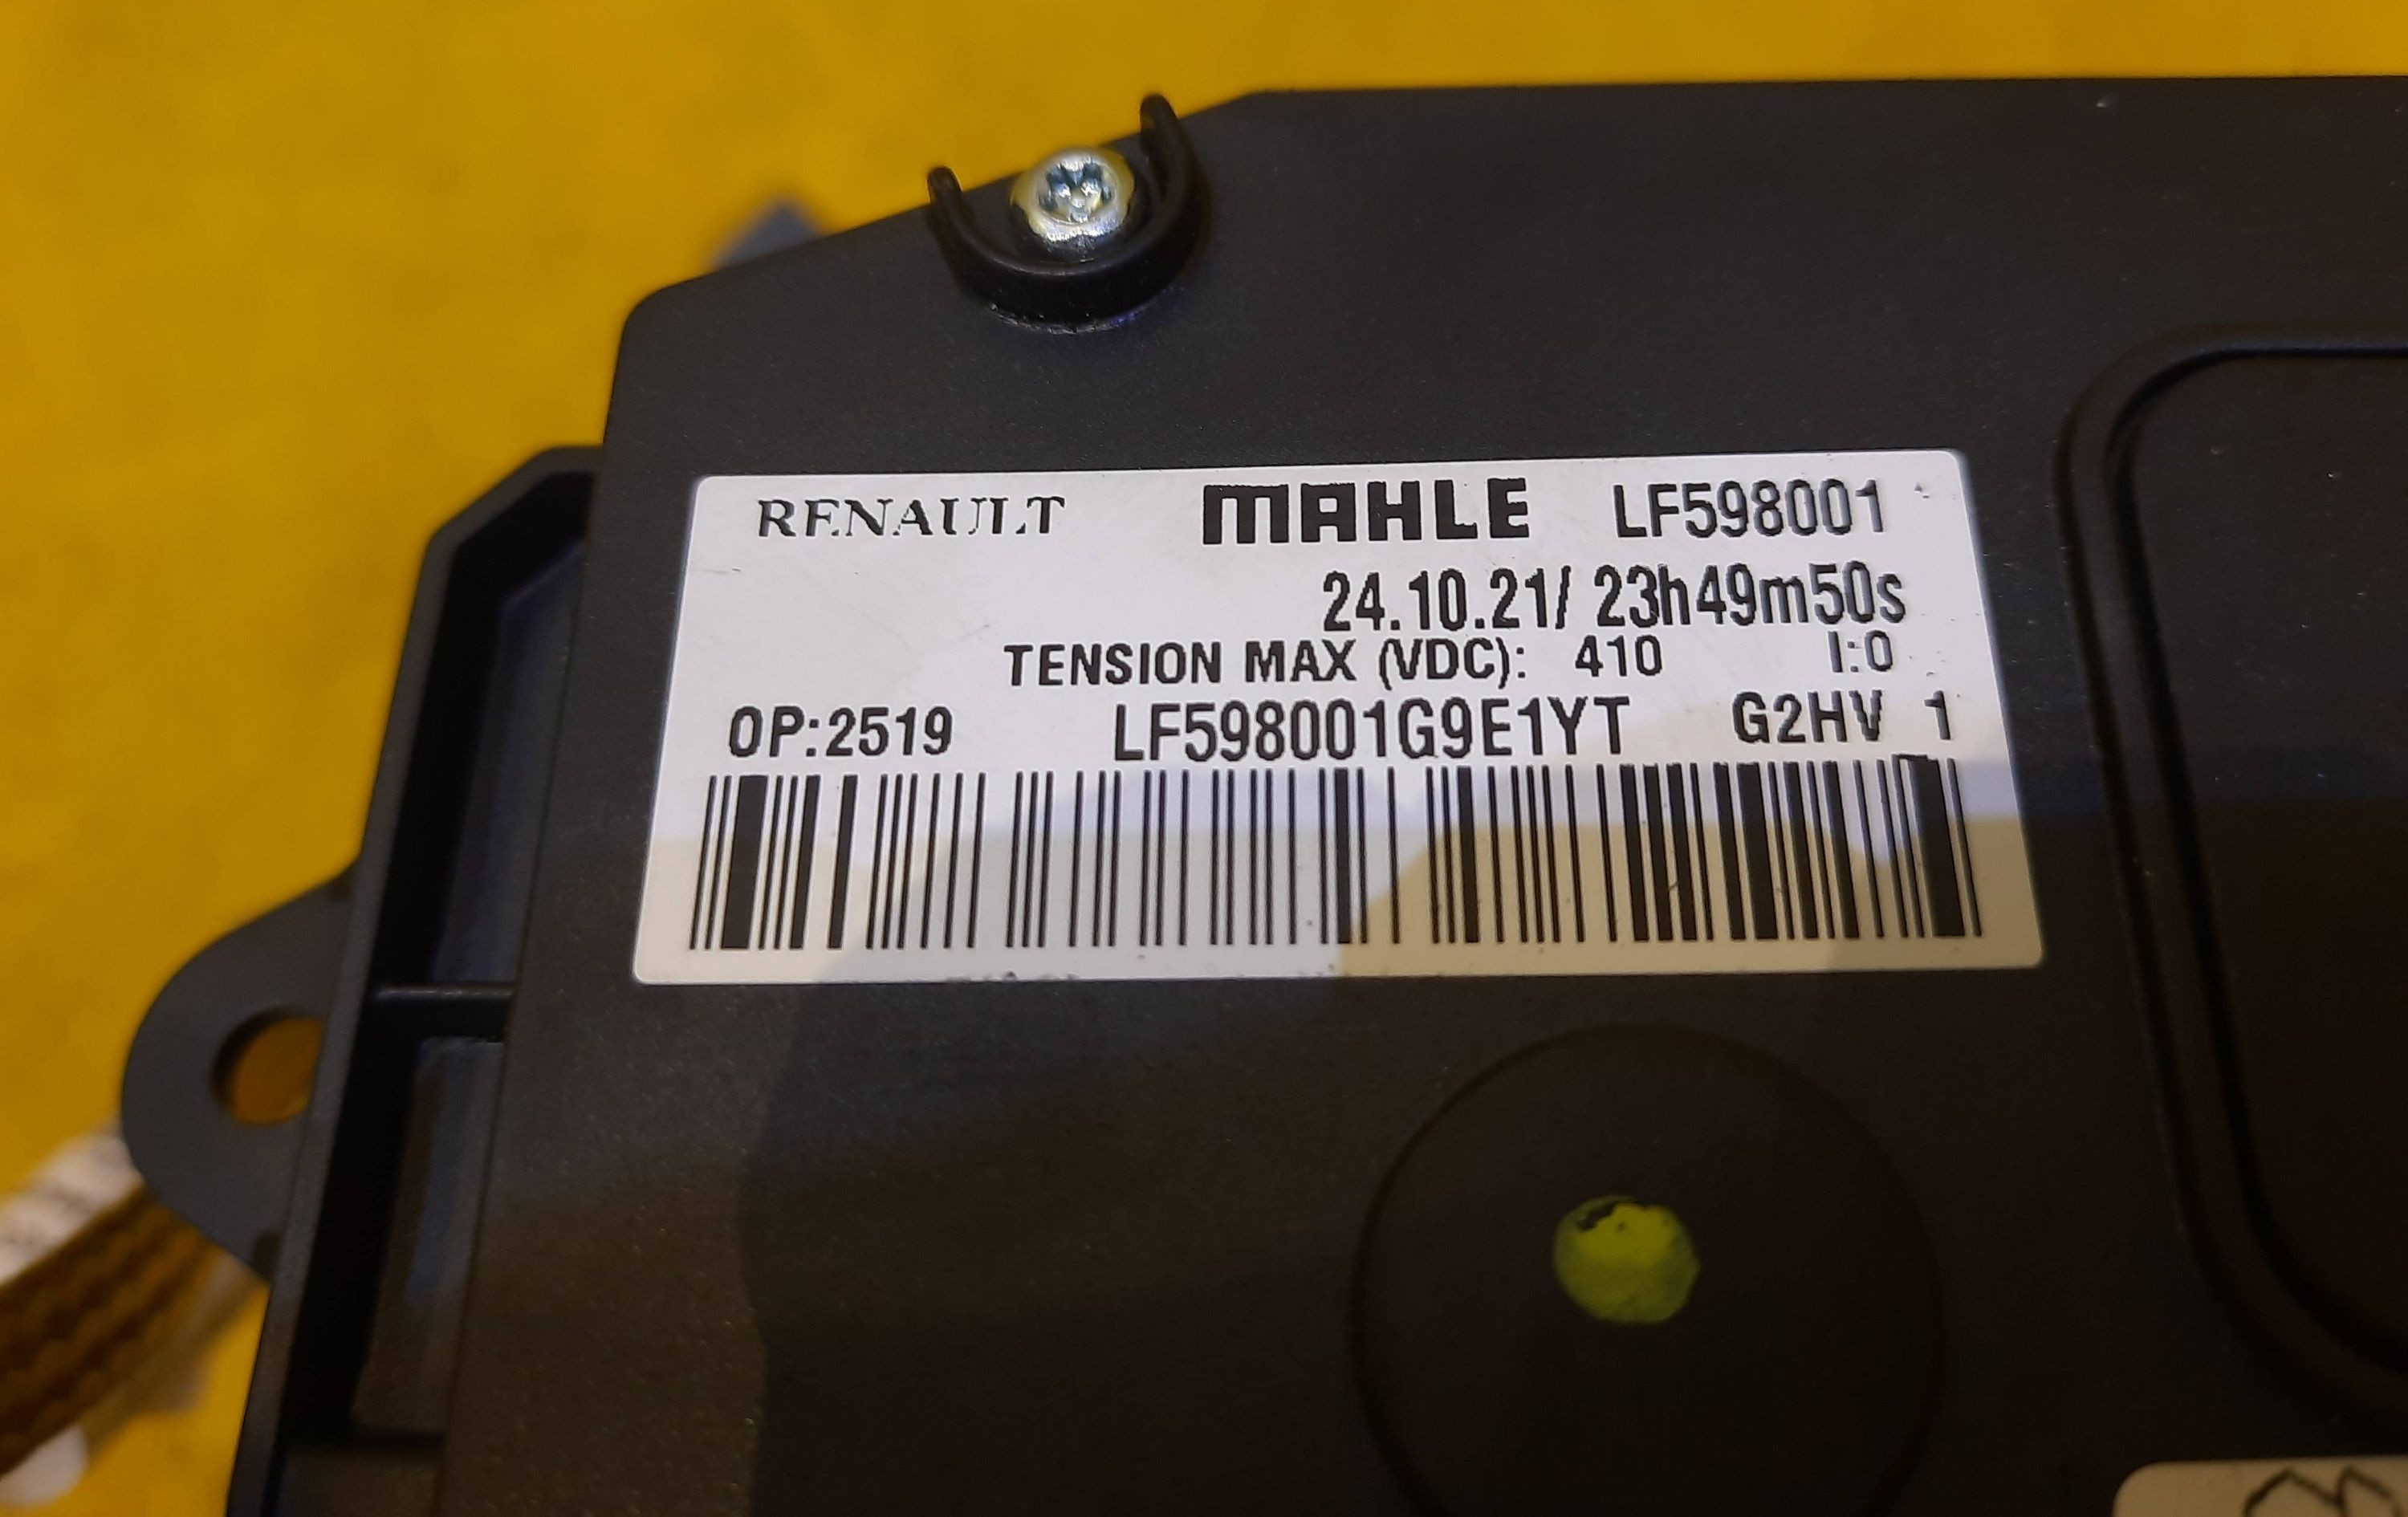 RENAULT MAHLE LF598001
24.10.21/ 23h49m50s
TENSION MAX (VDC): 410 I:0
OP:2519 LF598001G9E1YT G2HV 1